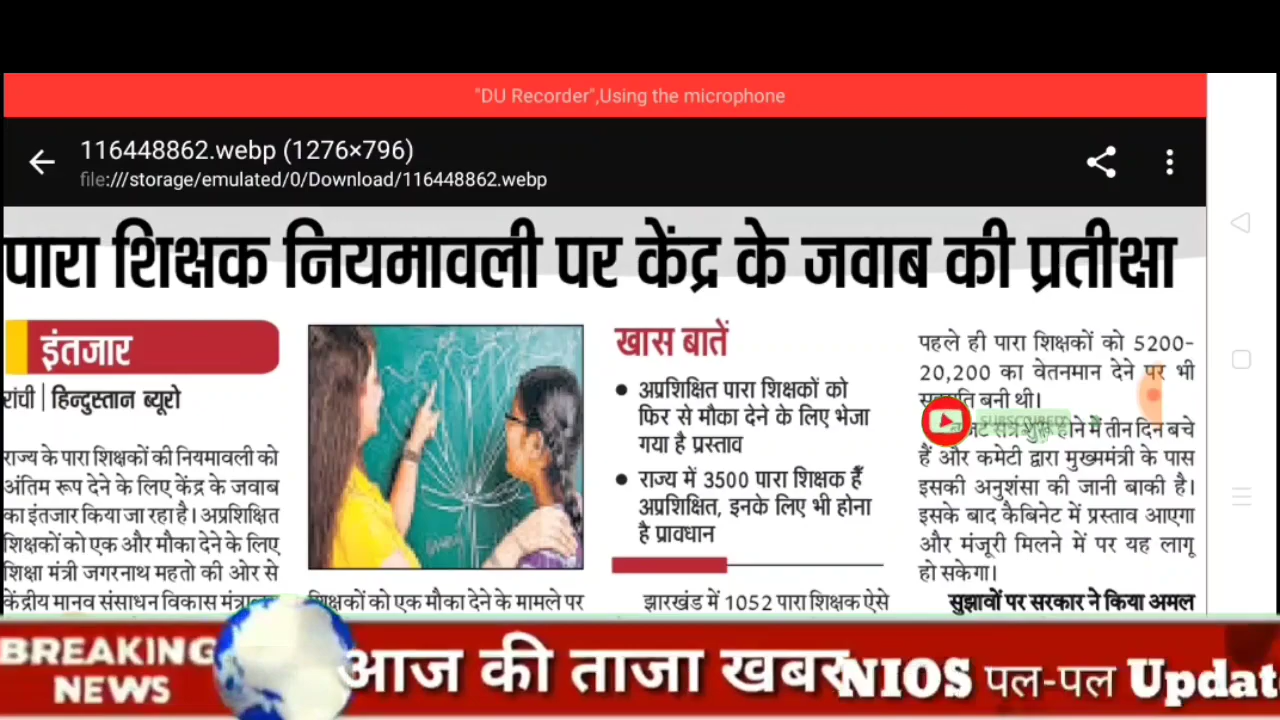 "DU Recorder",Using the microphone
116448862.webp (1276×796)
file:///storage/emulated/0/Download/116448862.webp
पारा शिक्षक नियमावली पर केंद्र के जवाब की प्रतीक्षा
इंतजार
रांची | हिन्दुस्तान ब्यूरो
राज्य के पारा शिक्षकों की नियमावली को
अंतिम रूप देने के लिए केंद्र के जवाब
का इंतजार किया जा रहा है। अप्रशिक्षित
शिक्षकों को एक और मौका देने के लिए
शिक्षा मंत्री जगरनाथ महतो की ओर से
केंद्रीय मानव संसाधन विकास
शिक्षकों को एक मौका देने के मामले पर
खास बातें
● अप्रशिक्षित पारा शिक्षकों को
फिर से मौका देने के लिए भेजा
गया है प्रस्ताव
● राज्य में 3500 पारा शिक्षक हैं
अप्रशिक्षित, इनके लिए भी होना
है प्रावधान
झारखंड में 1052 पारा शिक्षक ऐसे
पहले ही पारा शिक्षकों को 5200-
20,200 का वेतनमान देने पर भी
बनी थी।
SUBSCRIBED
सत्र शुरू होने में तीन दिन बचे
हैं और कमेटी द्वारा मुख्यमंत्री के पास
इसकी अनुशंसा की जानी बाकी है।
इसके बाद कैबिनेट में प्रस्ताव आएगा
और मंजूरी मिलने में पर यह लागू
हो सकेगा।
सुझावों पर सरकार ने किया अमल
BREAKING
NEWS
आज की ताजा खबर
NIOS पल-पल Updat